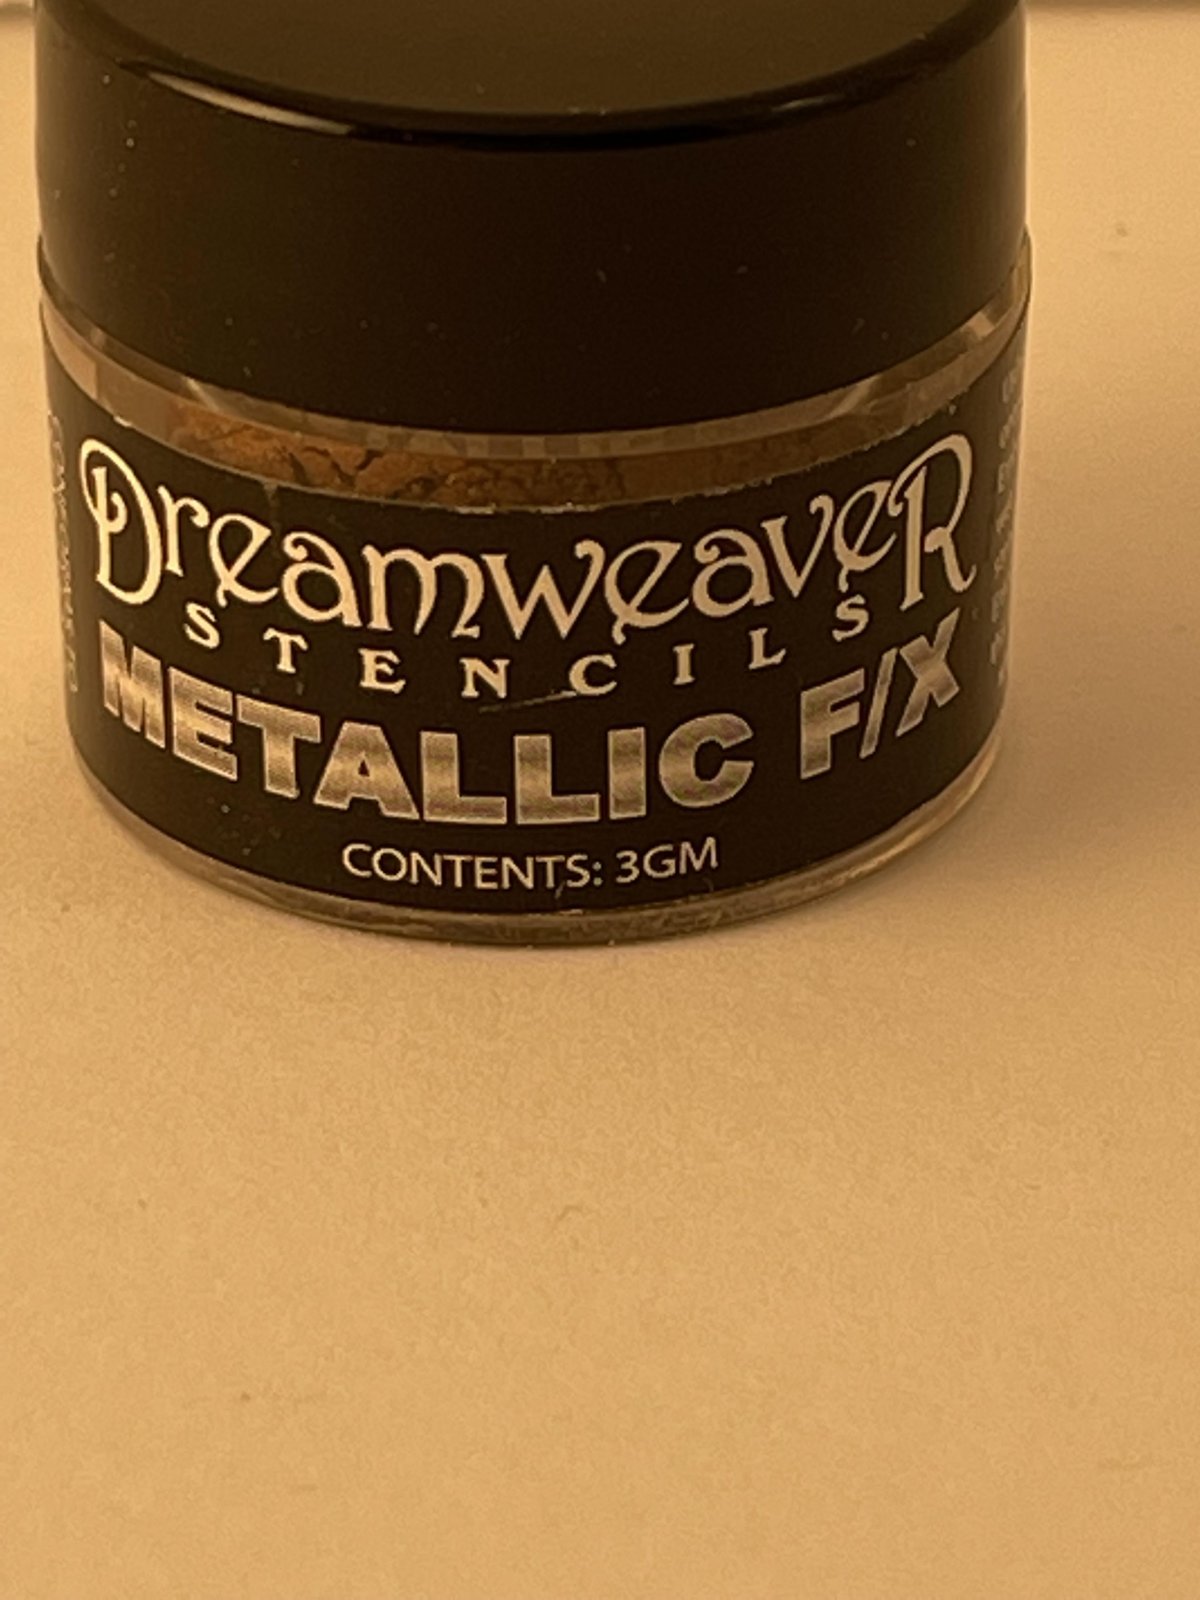 DreamweaveR
STENCILS
METALLIC F/X
CONTENTS: 3GM